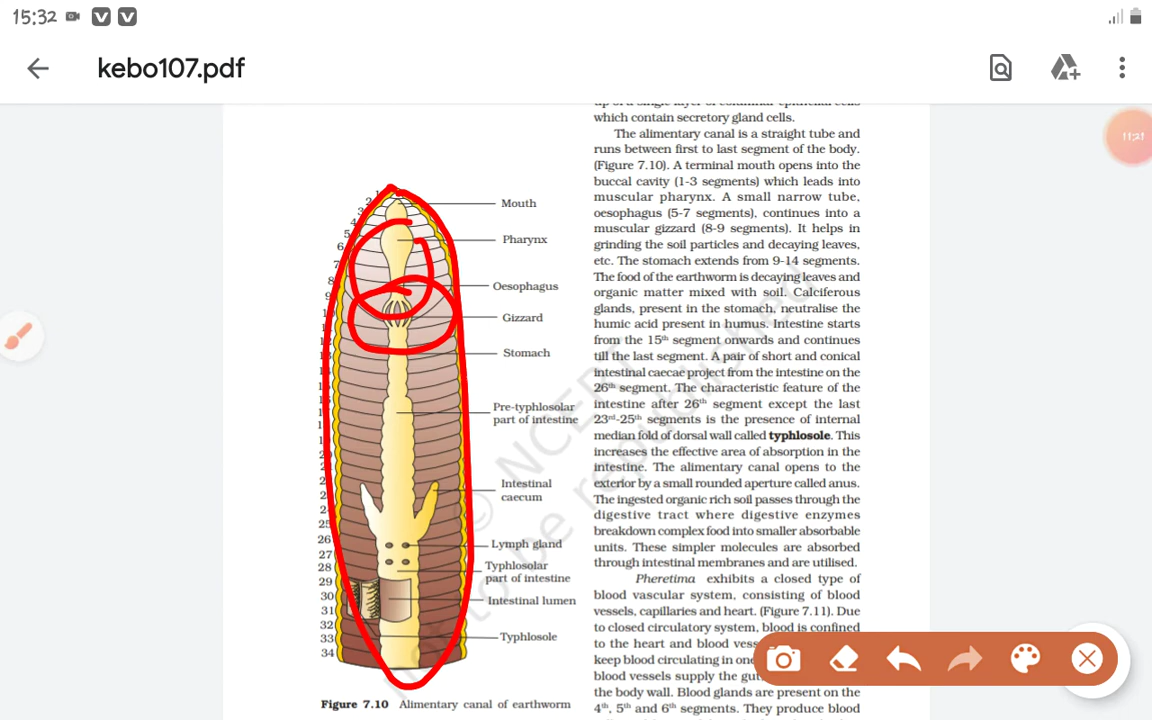 15:32
kebo107.pdf
11:21
which contain secretory gland cells.
The alimentary canal is a straight tube and
runs between first to last segment of the body.
(Figure 7.10). A terminal mouth opens into the
buccal cavity (1-3 segments) which leads into
muscular pharynx. A small narrow tube,
oesophagus (5-7 segments), continues into a
muscular gizzard (8-9 segments). It helps in
grinding the soil particles and decaying leaves,
etc. The stomach extends from 9-14 segments.
The food of the earthworm is decaying leaves and
organic matter mixed with soil. Calciferous
glands, present in the stomach, neutralise the
humic acid present in humus. Intestine starts
from the 15th segment onwards and continues
till the last segment. A pair of short and conical
intestinal caecae project from the intestine on the
26th segment. The characteristic feature of the
intestine after 26th segment except the last
23rd-25th segments is the presence of internal
median fold of dorsal wall called typhlosole. This
increases the effective area of absorption in the
intestine. The alimentary canal opens to the
exterior by a small rounded aperture called anus.
The ingested organic rich soil passes through the
digestive tract where digestive enzymes
breakdown complex food into smaller absorbable
units. These simpler molecules are absorbed
through intestinal membranes and are utilised.
Pheretima exhibits a closed type of
blood vascular system, consisting of blood
vessels, capillaries and heart. (Figure 7.11). Due
to closed circulatory system, blood is confined
to the heart and blood
keep blood circulating in one
blood vessels supply the gut
the body wall. Blood glands are present on the
4th, 5th and 6th segments. They produce blood
1
2
3
4
5
6
7
8
9
25
26
27
28
29
30
31
32
33
34
Mouth
Pharynx
Oesophagus
Gizzard
Stomach
Pre-typhlosolar
part of intestine
Intestinal
caecum
Lymph gland
Typhlosolar
part of intestine
Intestinal lumen
Typhlosole
Figure 7.10 Alimentary canal of earthworm
© NCERT
to be republished